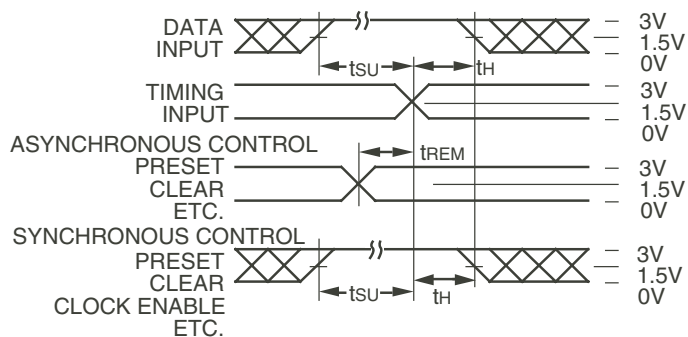 DATA
INPUT
3V
1.5V
0V
tSU
tH
TIMING
INPUT
3V
1.5V
0V
ASYNCHRONOUS CONTROL
PRESET
CLEAR
ETC.
tREM
3V
1.5V
0V
SYNCHRONOUS CONTROL
PRESET
CLEAR
CLOCK ENABLE
ETC.
tSU
tH
3V
1.5V
0V